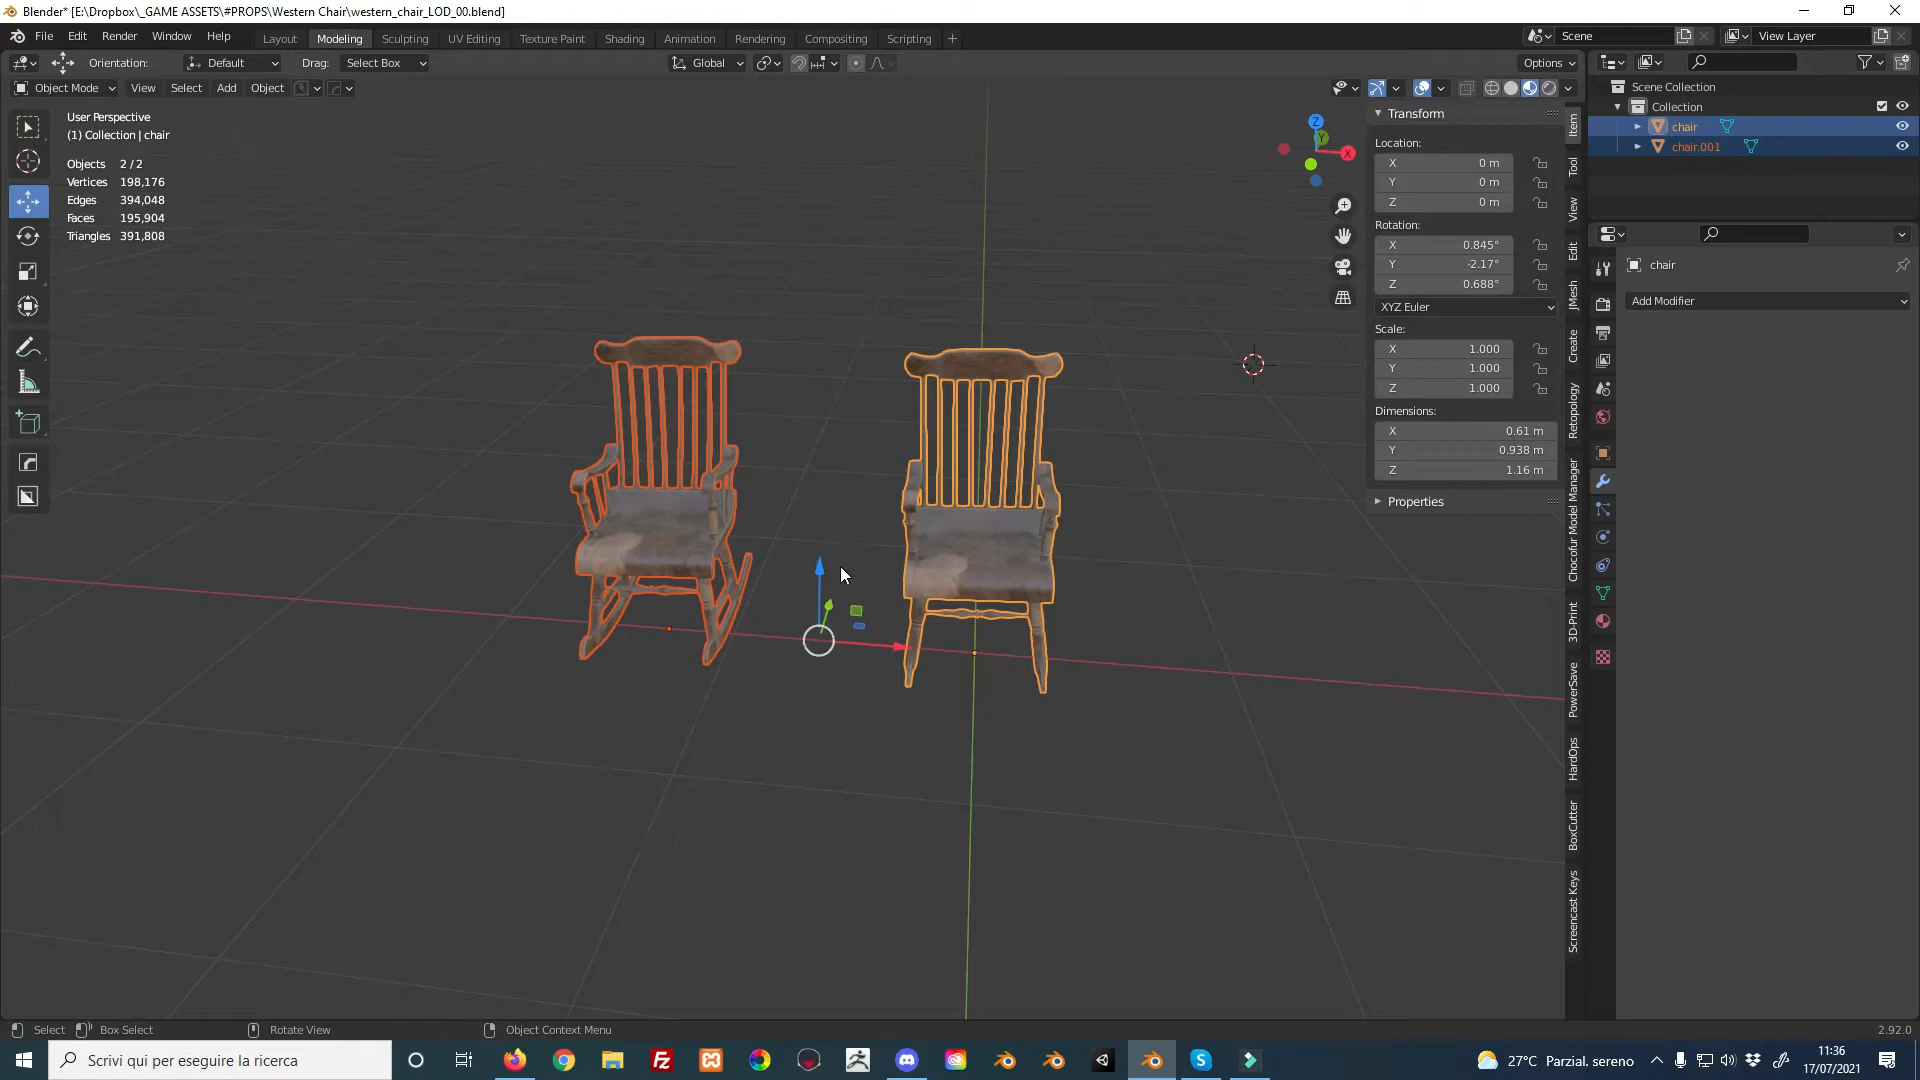 Blender* [E:\Dropbox\_GAME ASSETS\#PROPS\Western Chair\western_chair_LOD_00.blend]
File Edit Render Window Help Layout Modeling Sculpting UV Editing Texture Paint Shading Animation Rendering Compositing Scripting + Scene View Layer
Orientation: Default Drag: Select Box Global Options
Object Mode View Select Add Object
User Perspective
(1) Collection | chair
Objects 2 / 2
Vertices 198,176
Edges 394,048
Faces 195,904
Triangles 391,808
Z
Y
X
Transform
Location:
X 0 m
Y 0 m
Z 0 m
Rotation:
X 0.845°
Y -2.17°
Z 0.688°
XYZ Euler
Scale:
X 1.000
Y 1.000
Z 1.000
Dimensions:
X 0.61 m
Y 0.938 m
Z 1.16 m
Properties
Item
Tool
View
Edit
JMesh
Create
Retopology
Chocofur Model Manager
3D-Print
PowerSave
HardOps
BoxCutter
Screencast Keys
Scene Collection
Collection
chair
chair.001
chair
Add Modifier
Select Box Select Rotate View Object Context Menu 2.92.0
Scrivi qui per eseguire la ricerca 27°C Parzial. sereno 11:36
17/07/2021